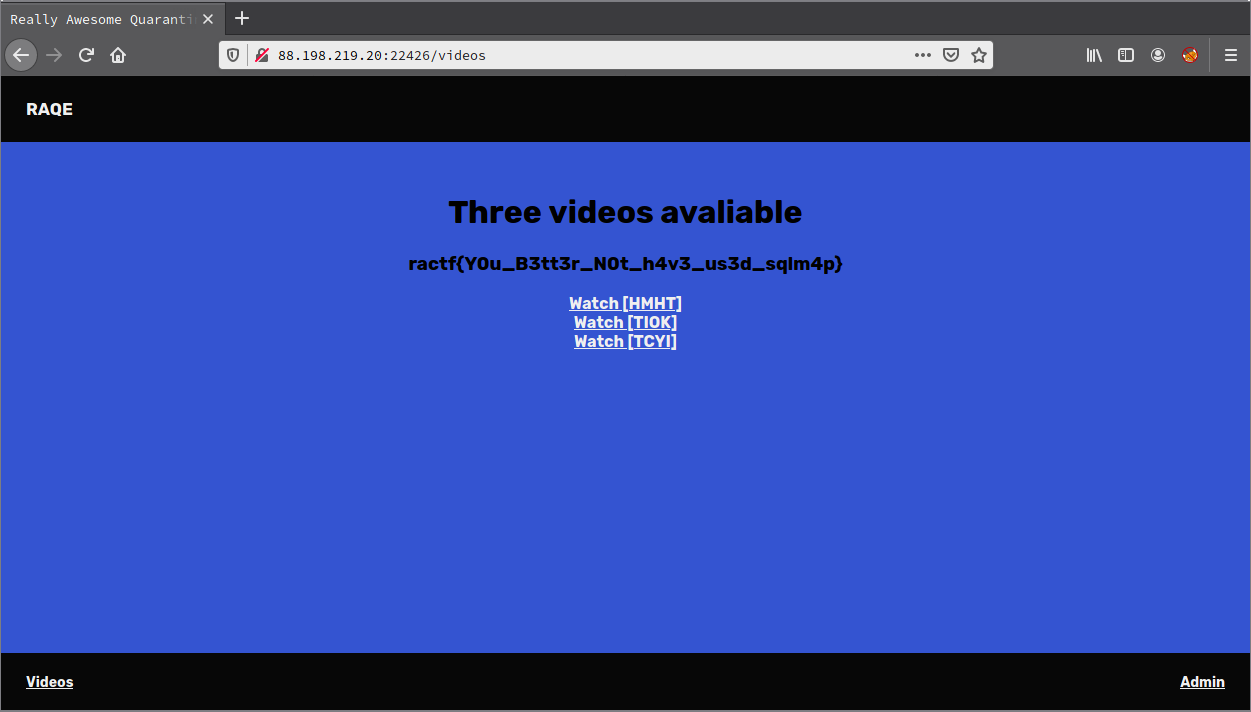 Really Awesome Quaranti
88.198.219.20:22426/videos
RAQE
Three videos avaliable
ractf{Y0u_B3tt3r_N0t_h4v3_us3d_sqlm4p}
Watch [HMHT]
Watch [TIOK]
Watch [TCYI]
Videos
Admin